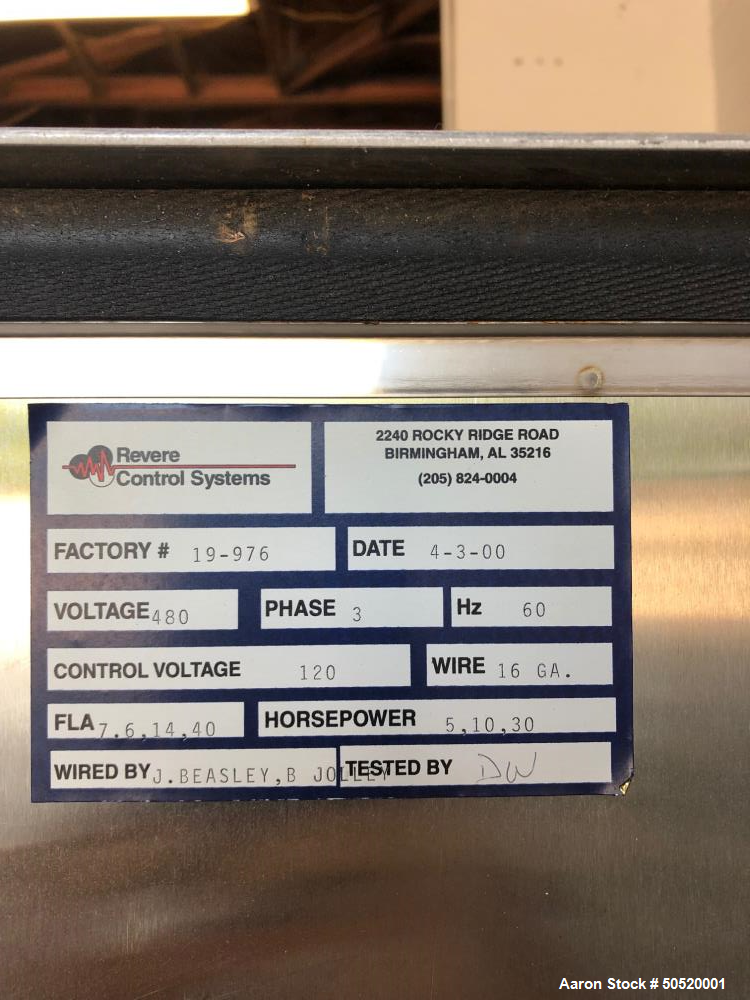 Revere
Control Systems
2240 ROCKY RIDGE ROAD
BIRMINGHAM, AL 35216
(205) 824-0004
FACTORY # 19-976
DATE 4-3-00
VOLTAGE 480
PHASE 3
Hz 60
CONTROL VOLTAGE 120
WIRE 16 GA.
FLA 7.6,14,40
HORSEPOWER 5,10,30
WIRED BY J.BEASLEY,B JOLLEY
TESTED BY DW
Aaron Stock # 50520001